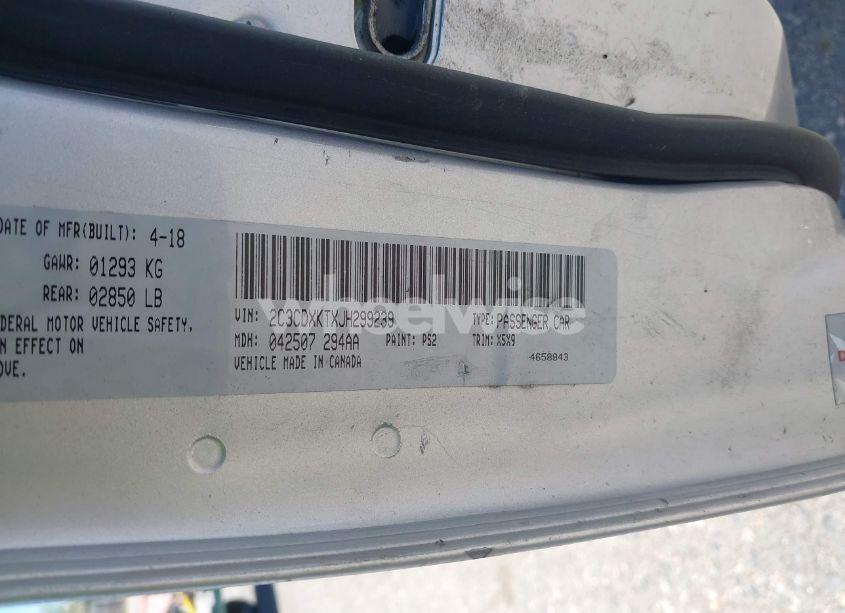 DATE OF MFR(BUILT): 4-18
GAWR: 01293 KG
REAR: 02850 LB
DERAL MOTOR VEHICLE SAFETY,
N EFFECT ON
OVE.
VIN: 2C3CDXKTXJH299239 TYPE: PASSENGER CAR
MDH: 042507 294AA PAINT: PS2 TRIM: X5X9
VEHICLE MADE IN CANADA 4658843
wheelwise